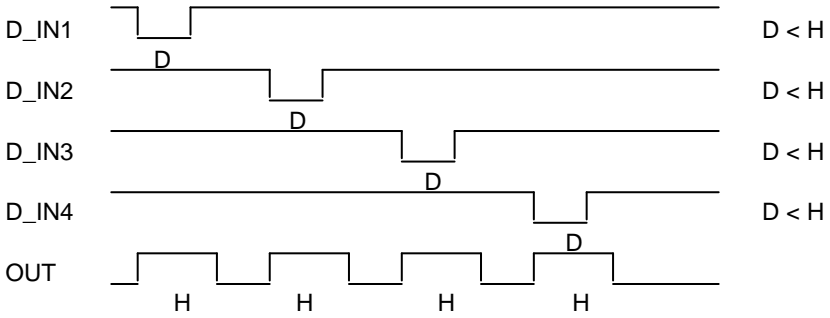 D_IN1 D < H
D
D_IN2 D < H
D
D_IN3 D < H
D
D_IN4 D < H
D
OUT
H H H H